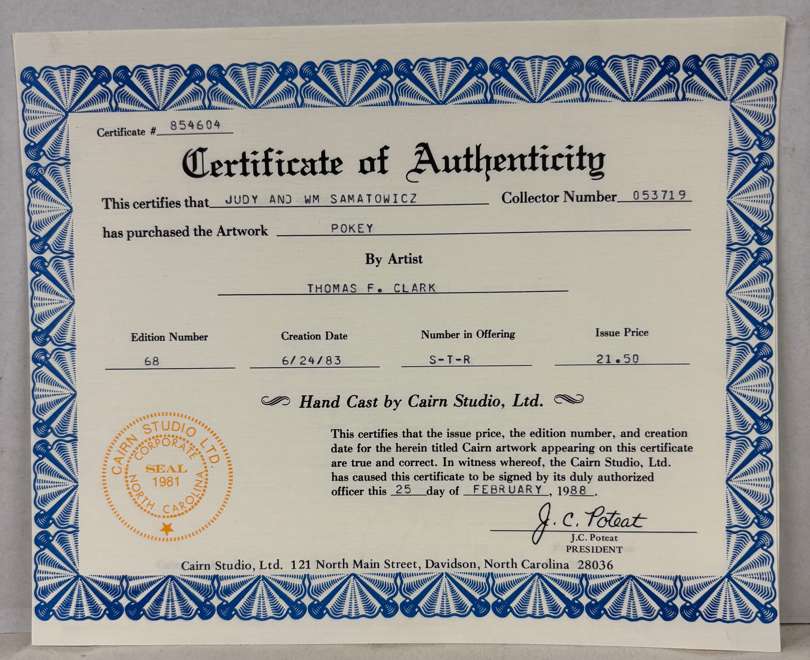 Certificate # 854604
Certificate of Authenticity
This certifies that JUDY AND WM SAMATOWICZ Collector Number 053719
has purchased the Artwork POKEY
By Artist
THOMAS F. CLARK
Edition Number Creation Date Number in Offering Issue Price
68 6/24/83 S-T-R 21.50
Hand Cast by Cairn Studio, Ltd.
This certifies that the issue price, the edition number, and creation
date for the herein titled Cairn artwork appearing on this certificate
are true and correct. In witness whereof, the Cairn Studio, Ltd.
has caused this certificate to be signed by its duly authorized
officer this 25 day of FEBRUARY, 1988.
CAIRN STUDIO LTD.
CORPORATE
SEAL
1981
NORTH CAROLINA
J. C. Poteat
J.C. Poteat
PRESIDENT
Cairn Studio, Ltd. 121 North Main Street, Davidson, North Carolina 28036